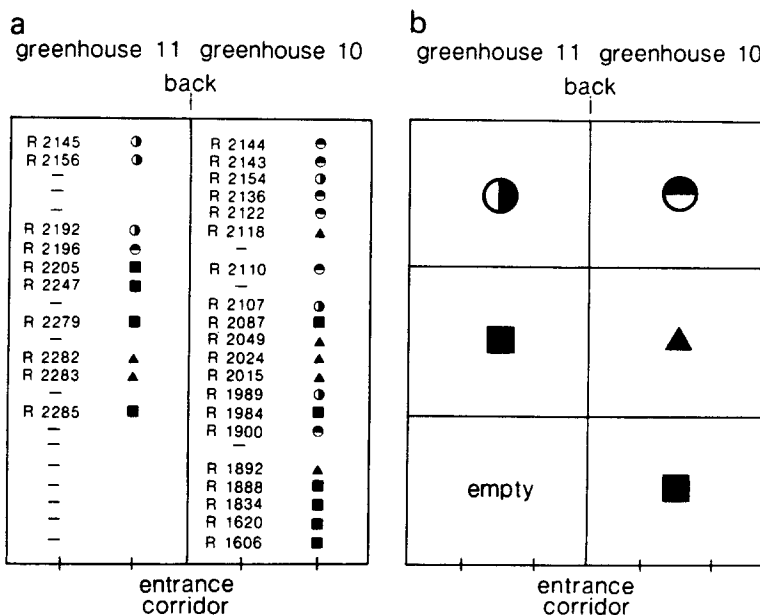 a
greenhouse 11 greenhouse 10
back
R 2145
R 2156
–
–
–
R 2192
R 2196
R 2205
R 2247
–
R 2279
–
R 2282
R 2283
–
R 2285
–
–
–
–
–
–
–
R 2144
R 2143
R 2154
R 2136
R 2122
R 2118
–
R 2110
–
R 2107
R 2087
R 2049
R 2024
R 2015
R 1989
R 1984
R 1900
–
R 1892
R 1888
R 1834
R 1620
R 1606
entrance
corridor
b
greenhouse 11 greenhouse 10
back
empty
entrance
corridor